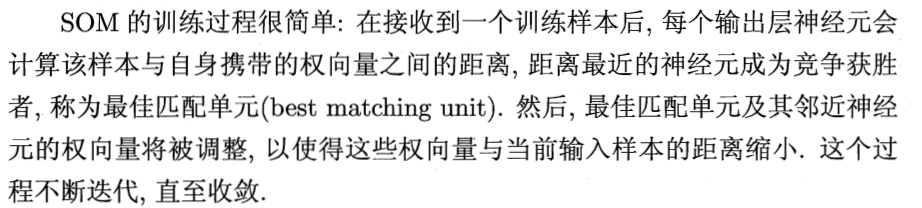 SOM 的训练过程很简单: 在接收到一个训练样本后, 每个输出层神经元会
计算该样本与自身携带的权向量之间的距离, 距离最近的神经元成为竞争获胜
者, 称为最佳匹配单元(best matching unit). 然后, 最佳匹配单元及其邻近神经
元的权向量将被调整, 以使得这些权向量与当前输入样本的距离缩小. 这个过
程不断迭代, 直至收敛.